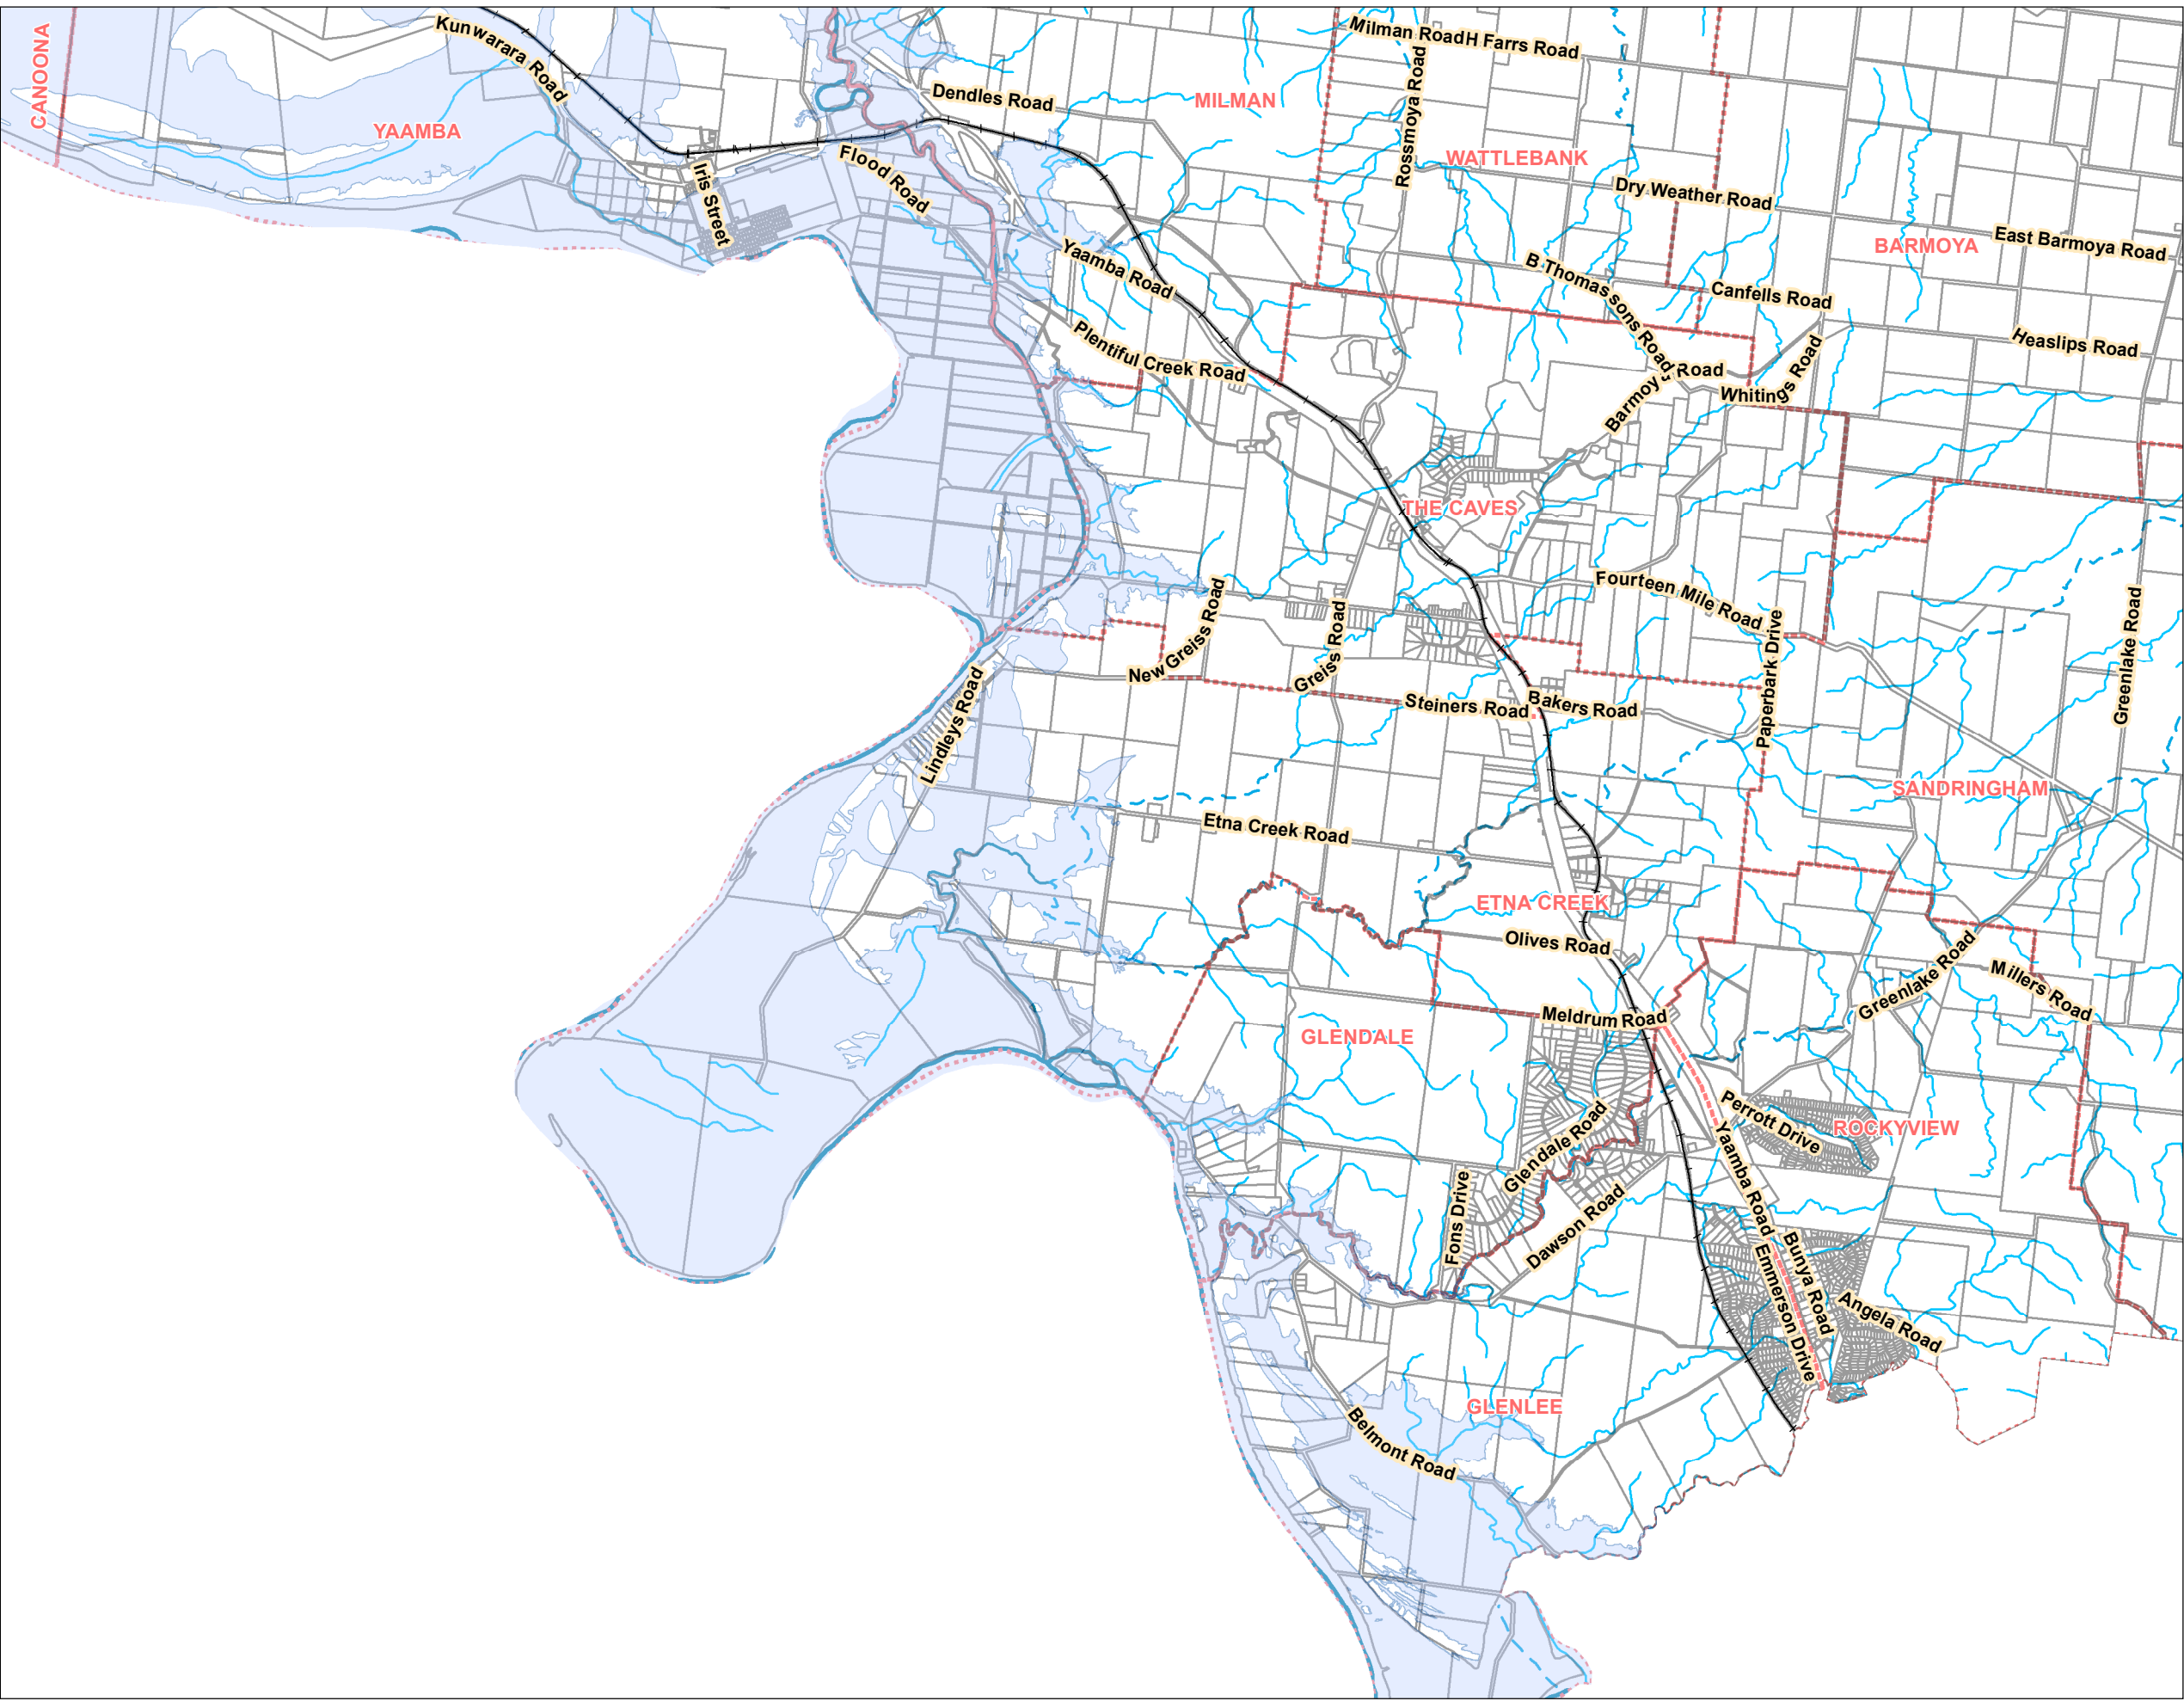 CANOONA
Kunwarara Road
YAAMBA
Iris Street
Flood Road
Dendles Road
MILMAN
Milman Road
H Farrs Road
Rossmoya Road
WATTLEBANK
Dry Weather Road
BARMOYA
East Barmoya Road
Yaamba Road
B Thomassons Road
Canfells Road
Heaslips Road
Plentiful Creek Road
Barmoya Road
Whitings Road
THE CAVES
Fourteen Mile Road
New Greiss Road
Greiss Road
Paperbark Drive
Greenlake Road
Lindleys Road
Steiners Road
Bakers Road
SANDRINGHAM
Etna Creek Road
ETNA CREEK
Olives Road
Greenlake Road
Millers Road
GLENDALE
Meldrum Road
Perrott Drive
ROCKYVIEW
Glendale Road
Yaamba Road
Fons Drive
Dawson Road
Bunya Road
Emmerson Drive
Angela Road
GLENLEE
Belmont Road